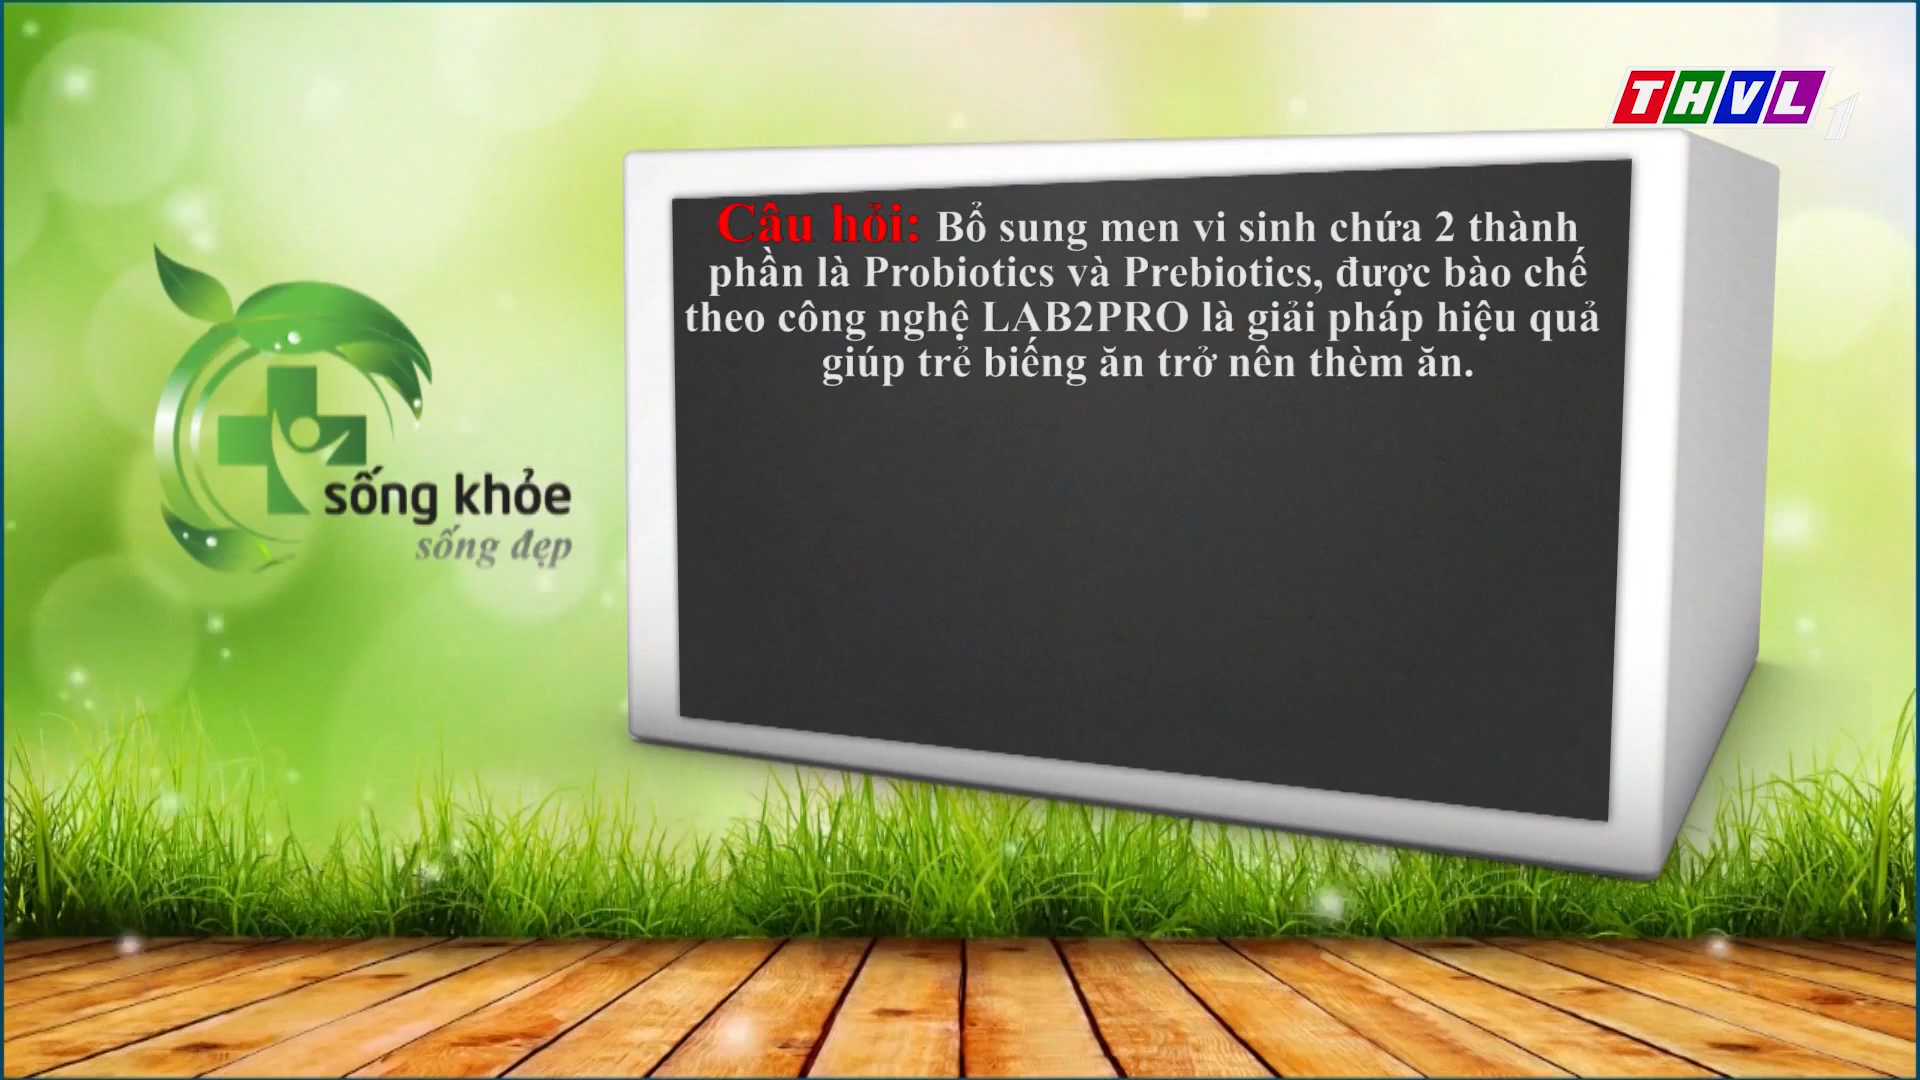 THVL1
Câu hỏi: Bổ sung men vi sinh chứa 2 thành
phần là Probiotics và Prebiotics, được bào chế
theo công nghệ LAB2PRO là giải pháp hiệu quả
giúp trẻ biếng ăn trở nên thèm ăn.
sống khỏe
sống đẹp